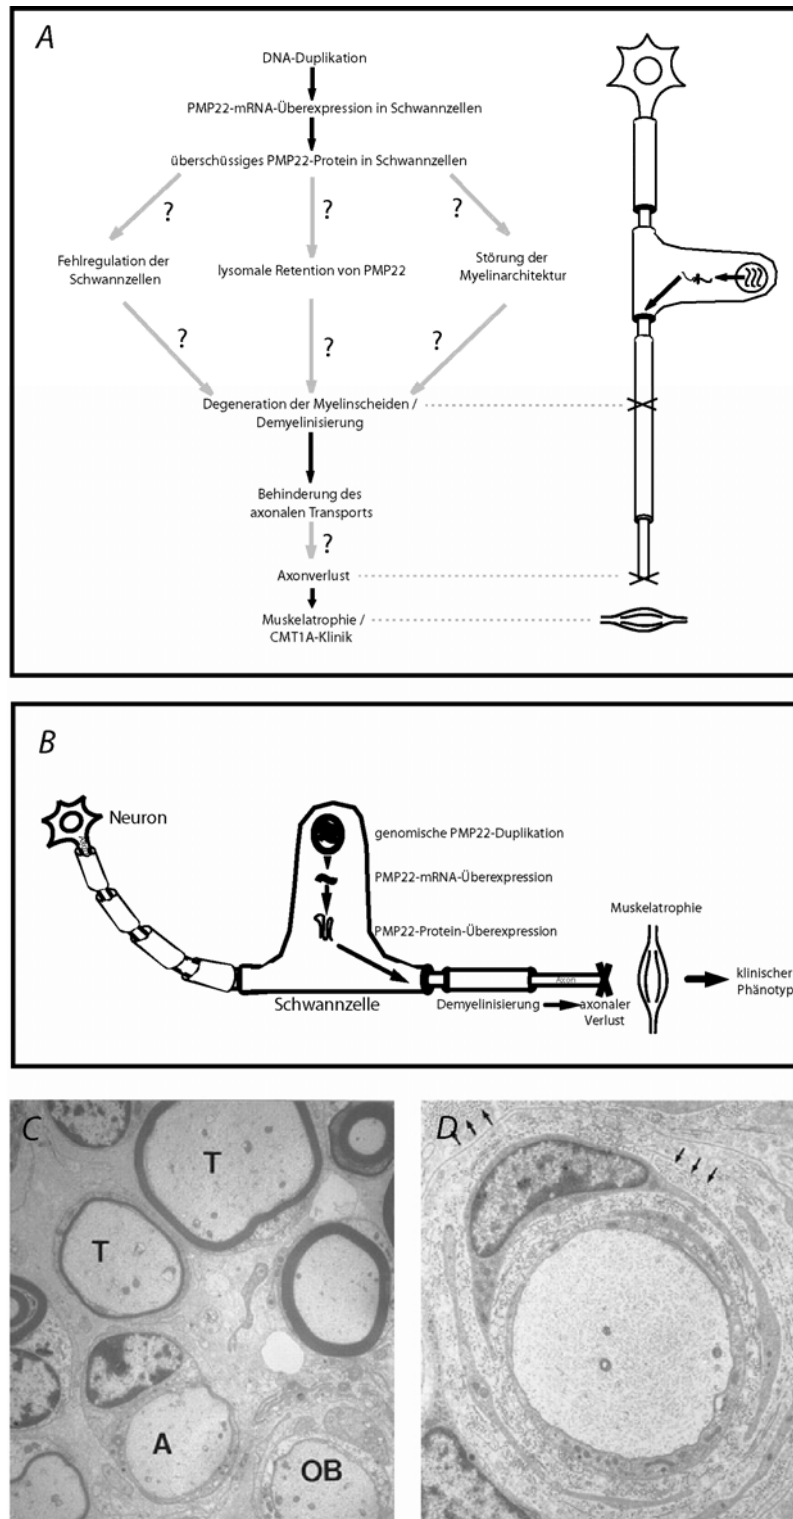 A
DNA-Duplikation
PMP22-mRNA-Überexpression in Schwannzellen
überschüssiges PMP22-Protein in Schwannzellen
? ? ?
Fehlregulation der
Schwannzellen
lysomale Retention von PMP22
Störung der
Myelinarchitektur
? ? ?
Degeneration der Myelinscheiden /
Demyelinisierung
Behinderung des
axonalen Transports
?
Axonverlust
Muskelatrophie /
CMT1A-Klinik
B
Neuron
genomische PMP22-Duplikation
PMP22-mRNA-Überexpression
PMP22-Protein-Überexpression
Schwannzelle
Axon
Demyelinisierung
axonaler
Verlust
Muskelatrophie
klinischer
Phänotyp
C
T
T
A
OB
D